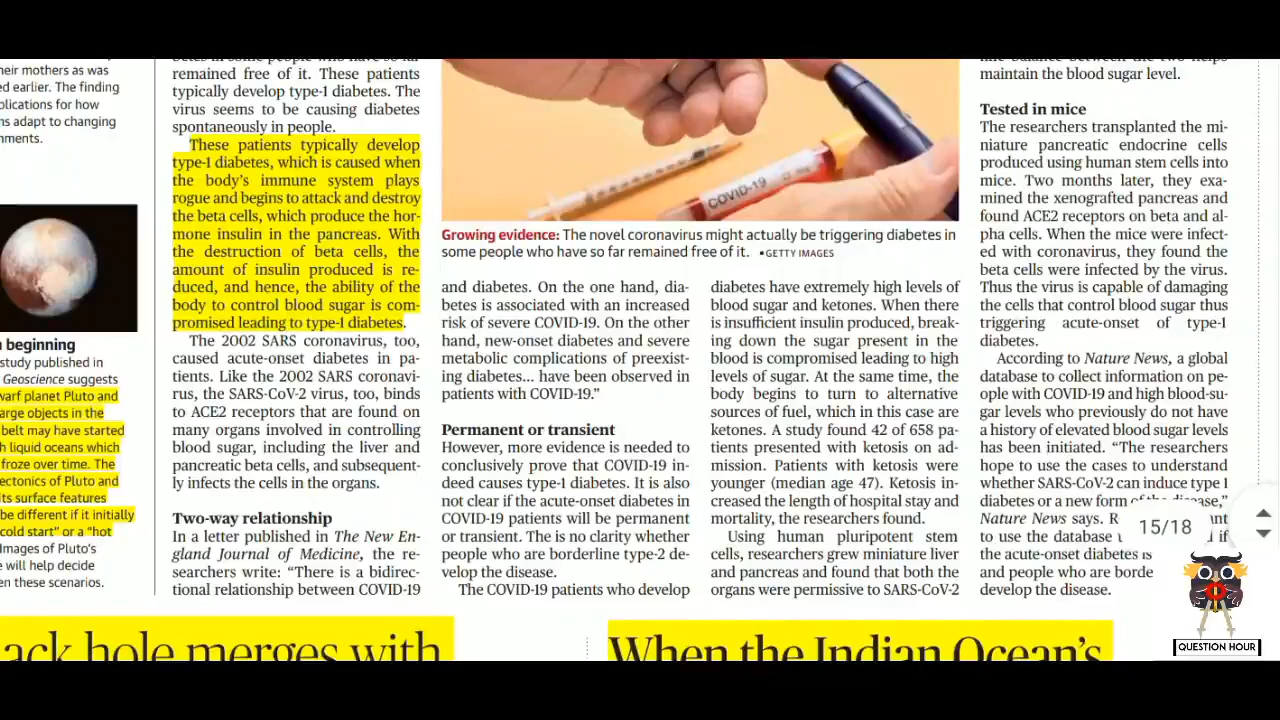 heir mothers as was
ed earlier. The finding
plications for how
ns adapt to changing
nments.
n beginning
study published in
Geoscience suggests
warf planet Pluto and
arge objects in the
belt may have started
h liquid oceans which
froze over time. The
ectonics of Pluto and
its surface features
be different if it initially
cold start” or a “hot
Images of Pluto’s
e will help decide
en these scenarios.
remained free of it. These patients
typically develop type-1 diabetes. The
virus seems to be causing diabetes
spontaneously in people.
These patients typically develop
type-1 diabetes, which is caused when
the body’s immune system plays
rogue and begins to attack and destroy
the beta cells, which produce the hor-
mone insulin in the pancreas. With
the destruction of beta cells, the
amount of insulin produced is re-
duced, and hence, the ability of the
body to control blood sugar is com-
promised leading to type-1 diabetes.
The 2002 SARS coronavirus, too,
caused acute-onset diabetes in pa-
tients. Like the 2002 SARS coronavi-
rus, the SARS-CoV-2 virus, too, binds
to ACE2 receptors that are found on
many organs involved in controlling
blood sugar, including the liver and
pancreatic beta cells, and subsequent-
ly infects the cells in the organs.
Two-way relationship
In a letter published in The New En-
gland Journal of Medicine, the re-
searchers write: “There is a bidirec-
tional relationship between COVID-19
COVID-19
Growing evidence: The novel coronavirus might actually be triggering diabetes in
some people who have so far remained free of it. ▪GETTY IMAGES
and diabetes. On the one hand, dia-
betes is associated with an increased
risk of severe COVID-19. On the other
hand, new-onset diabetes and severe
metabolic complications of preexist-
ing diabetes... have been observed in
patients with COVID-19.”
Permanent or transient
However, more evidence is needed to
conclusively prove that COVID-19 in-
deed causes type-1 diabetes. It is also
not clear if the acute-onset diabetes in
COVID-19 patients will be permanent
or transient. The is no clarity whether
people who are borderline type-2 de-
velop the disease.
The COVID-19 patients who develop
diabetes have extremely high levels of
blood sugar and ketones. When there
is insufficient insulin produced, break-
ing down the sugar present in the
blood is compromised leading to high
levels of sugar. At the same time, the
body begins to turn to alternative
sources of fuel, which in this case are
ketones. A study found 42 of 658 pa-
tients presented with ketosis on ad-
mission. Patients with ketosis were
younger (median age 47). Ketosis in-
creased the length of hospital stay and
mortality, the researchers found.
Using human pluripotent stem
cells, researchers grew miniature liver
and pancreas and found that both the
organs were permissive to SARS-CoV-2
maintain the blood sugar level.
Tested in mice
The researchers transplanted the mi-
niature pancreatic endocrine cells
produced using human stem cells into
mice. Two months later, they exa-
mined the xenografted pancreas and
found ACE2 receptors on beta and al-
pha cells. When the mice were infect-
ed with coronavirus, they found the
beta cells were infected by the virus.
Thus the virus is capable of damaging
the cells that control blood sugar thus
triggering acute-onset of type-1
diabetes.
According to Nature News, a global
database to collect information on pe-
ople with COVID-19 and high blood-su-
gar levels who previously do not have
a history of elevated blood sugar levels
has been initiated. “The researchers
hope to use the cases to understand
whether SARS-CoV-2 can induce type 1
diabetes or a new form of the disease,”
Nature News says. R ant
to use the database if
the acute-onset diabetes is
and people who are borde
develop the disease.
15/18
QUESTION HOUR
ack hole merges with
When the Indian Ocean’s